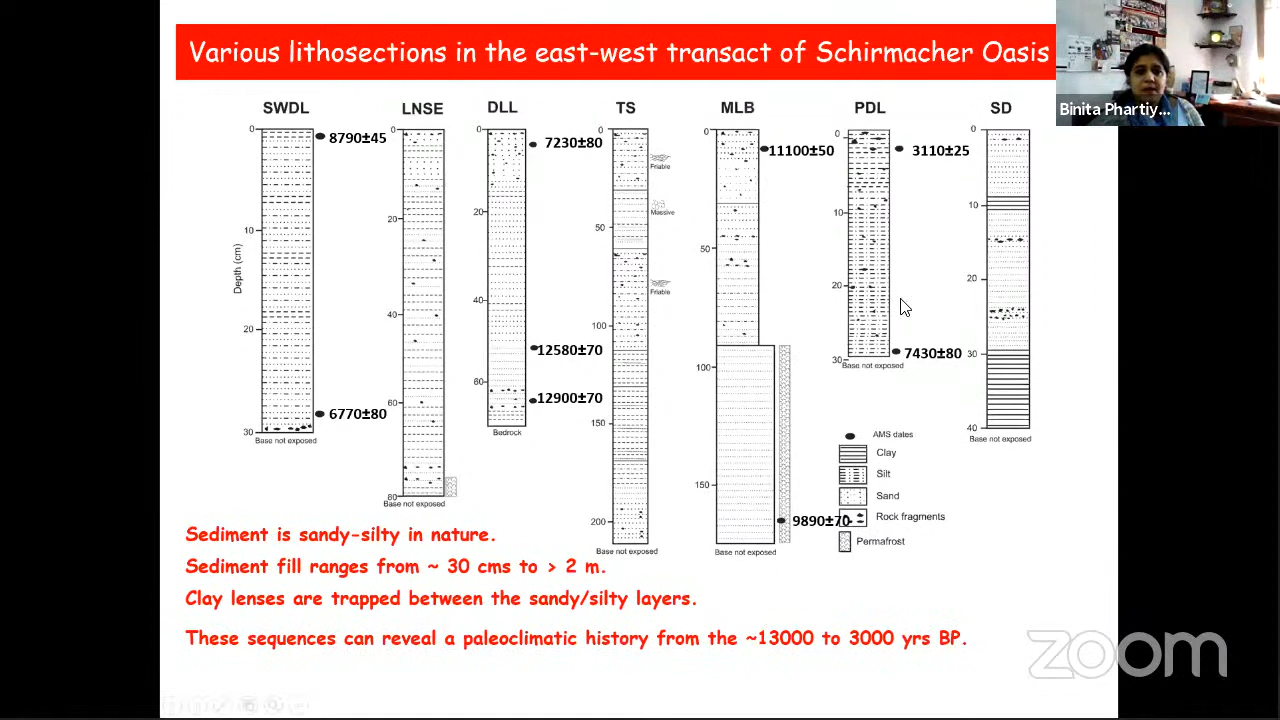 Various lithosections in the east-west transact of Schirmacher Oasis
Binita Phartiy...
SWDL
LNSE
DLL
TS
MLB
PDL
SD
Depth (cm)
0
8790±45
10
20
6770±80
30
Base not exposed
0
20
40
60
80
Base not exposed
0
7230±80
20
40
12580±70
60
12900±70
Bedrock
0
Friable
Massive
50
Friable
100
150
200
Base not exposed
0
11100±50
50
100
150
9890±70
Base not exposed
0
3110±25
10
20
7430±80
30
Base not exposed
0
10
20
30
40
Base not exposed
AMS dates
Clay
Silt
Sand
Rock fragments
Permafrost
Sediment is sandy-silty in nature.
Sediment fill ranges from ~ 30 cms to > 2 m.
Clay lenses are trapped between the sandy/silty layers.
These sequences can reveal a paleoclimatic history from the ~13000 to 3000 yrs BP.
zoom